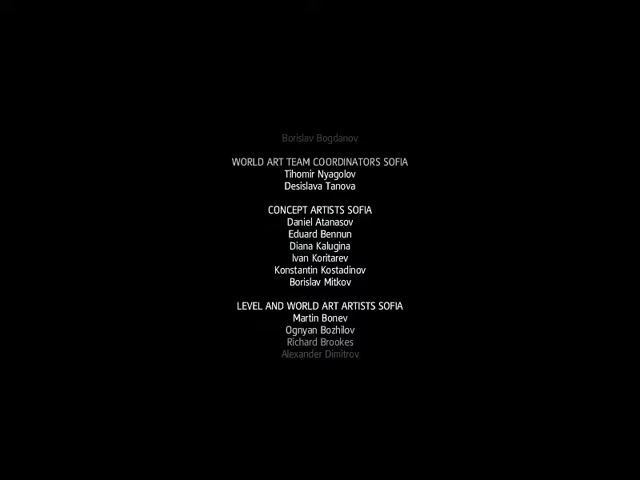 Borislav Bogdanov
WORLD ART TEAM COORDINATORS SOFIA
Tihomir Nyagolov
Desislava Tanova
CONCEPT ARTISTS SOFIA
Daniel Atanasov
Eduard Bennun
Diana Kalugina
Ivan Koritarev
Konstantin Kostadinov
Borislav Mitkov
LEVEL AND WORLD ART ARTISTS SOFIA
Martin Bonev
Ognyan Bozhilov
Richard Brookes
Alexander Dimitrov